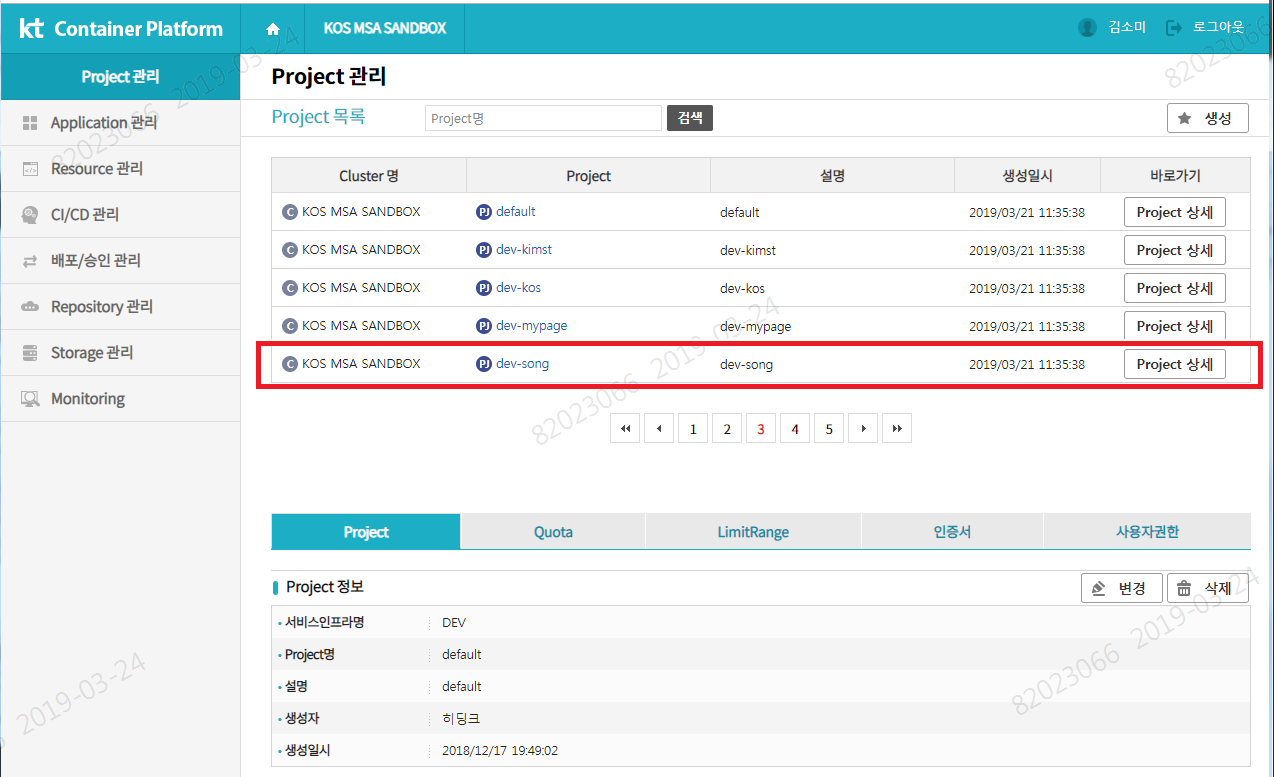 kt Container Platform KOS MSA SANDBOX 김소미 로그아웃
Project 관리
Application 관리
Resource 관리
CI/CD 관리
배포/승인 관리
Repository 관리
Storage 관리
Monitoring
Project 관리
Project 목록 Project명 검색 생성
Cluster 명 Project 설명 생성일시 바로가기
C KOS MSA SANDBOX PJ default default 2019/03/21 11:35:38 Project 상세
C KOS MSA SANDBOX PJ dev-kimst dev-kimst 2019/03/21 11:35:38 Project 상세
C KOS MSA SANDBOX PJ dev-kos dev-kos 2019/03/21 11:35:38 Project 상세
C KOS MSA SANDBOX PJ dev-mypage dev-mypage 2019/03/21 11:35:38 Project 상세
C KOS MSA SANDBOX PJ dev-song dev-song 2019/03/21 11:35:38 Project 상세
1 2 3 4 5
Project Quota LimitRange 인증서 사용자권한
Project 정보 변경 삭제
서비스인프라명 DEV
Project명 default
설명 default
생성자 히딩크
생성일시 2018/12/17 19:49:02
82023066 2019-03-24
82023066
82023066 2019-03-24
2019-03-24
82023066 2019-03-24